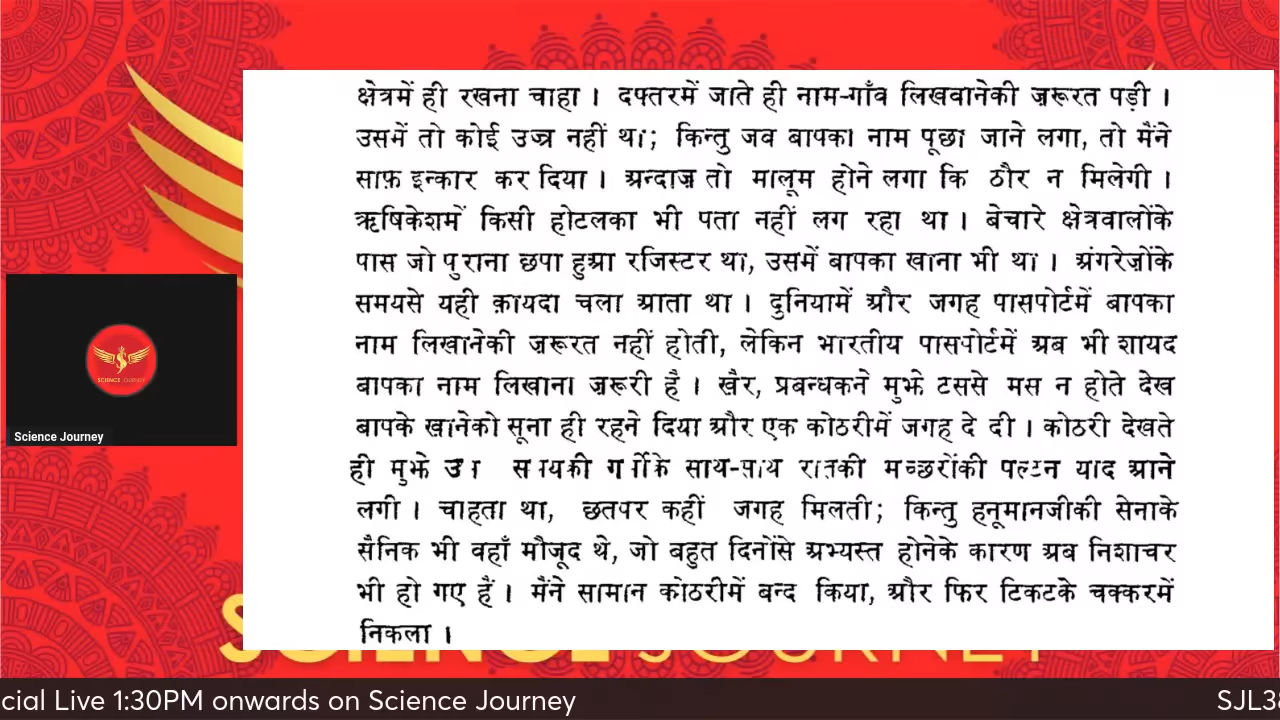 क्षेत्रमें ही रखना चाहा । दफ्तरमें जाते ही नाम-गाँव लिखवानेकी ज़रूरत पड़ी ।
उसमें तो कोई उज्र नहीं था; किन्तु जब बापका नाम पूछा जाने लगा, तो मैंने
साफ़ इन्कार कर दिया । अन्दाज़ तो मालूम होने लगा कि ठौर न मिलेगी ।
ऋषिकेशमें किसी होटलका भी पता नहीं लग रहा था । बेचारे क्षेत्रवालोंके
पास जो पुराना छपा हुआ रजिस्टर था, उसमें बापका खाना भी था । अंगरेज़ोंके
समयसे यही क़ायदा चला आता था । दुनियामें और जगह पासपोर्टमें बापका
नाम लिखानेकी ज़रूरत नहीं होती, लेकिन भारतीय पासपोर्टमें अब भी शायद
बापका नाम लिखाना ज़रूरी है । खैर, प्रबन्धकने मुझे टससे मस न होते देख
बापके खानेको सूना ही रहने दिया और एक कोठरीमें जगह दे दी । कोठरी देखते
ही मुझे गर्मीके साथ-साथ रातकी मच्छरोंकी पल्टन याद आने
लगी । चाहता था, छतपर कहीं जगह मिलती; किन्तु हनूमानजीकी सेनाके
सैनिक भी वहाँ मौजूद थे, जो बहुत दिनोंसे अभ्यस्त होनेके कारण अब निशाचर
भी हो गए हैं । मैंने सामान कोठरीमें बन्द किया, और फिर टिकटके चक्करमें
निकला ।
SCIENCE JOURNEY
Science Journey
SCIENCE JOURNEY
cial Live 1:30PM onwards on Science Journey
SJL38